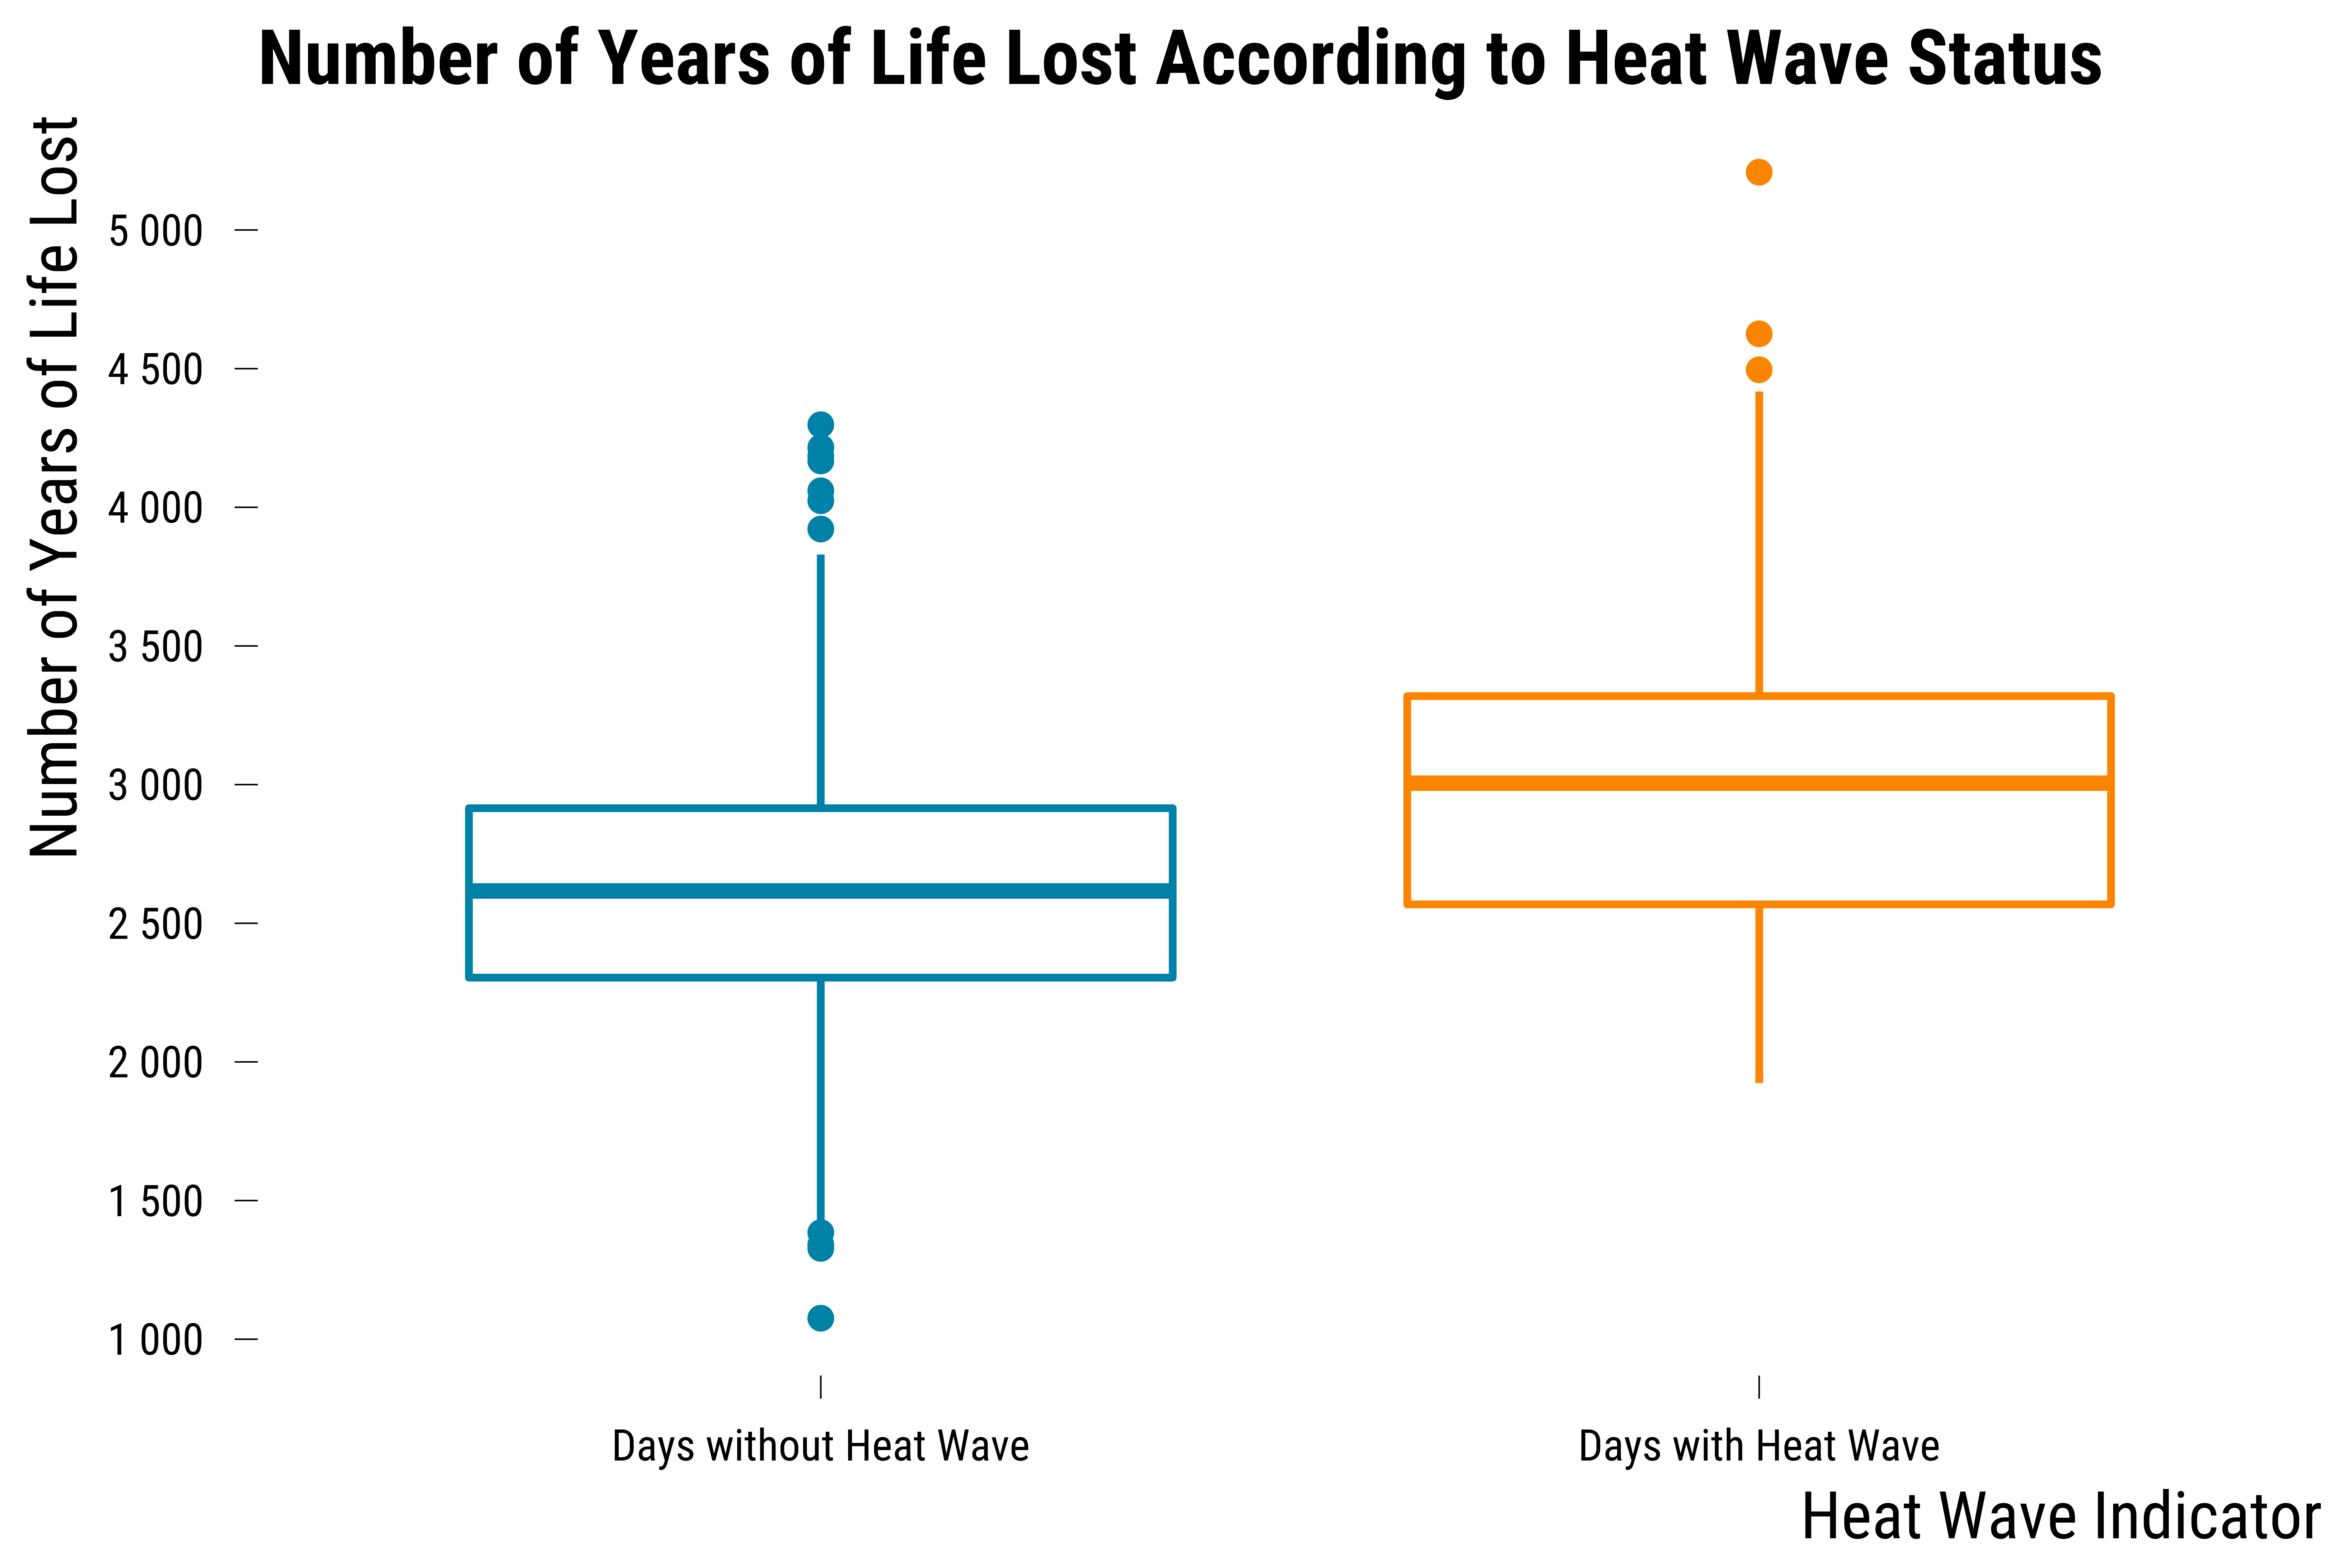 Number of Years of Life Lost According to Heat Wave Status
Number of Years of Life Lost
5 000
4 500
4 000
3 500
3 000
2 500
2 000
1 500
1 000
Days without Heat Wave
Days with Heat Wave
Heat Wave Indicator